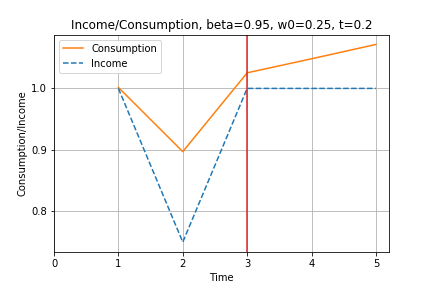 Income/Consumption, beta=0.95, w0=0.25, t=0.2
Consumption
Income
Consumption/Income
1.0
0.9
0.8
0 1 2 3 4 5
Time